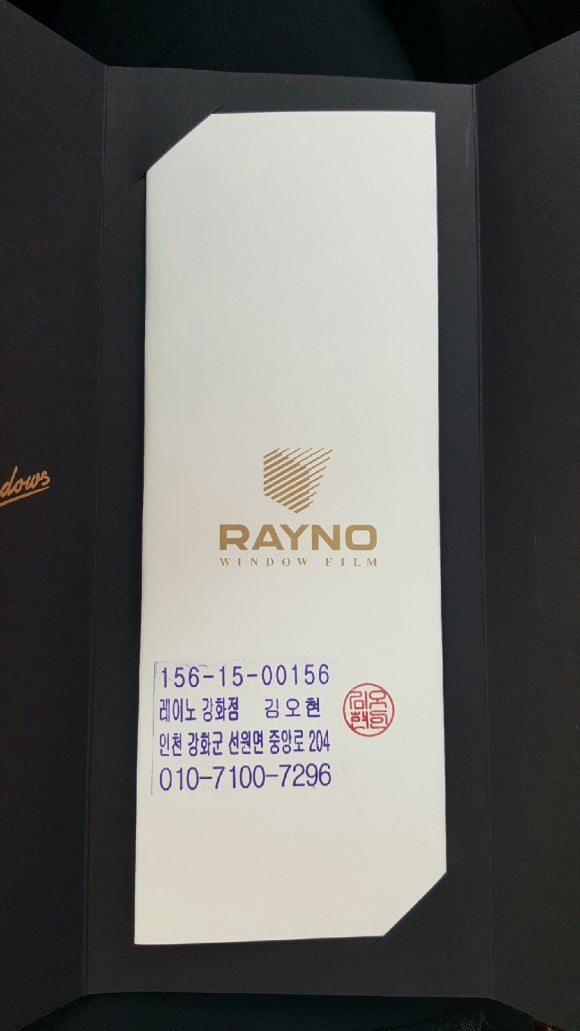 dows
RAYNO
WINDOW FILM
156-15-00156
레이노 강화점 김오현
인천 강화군 선원면 중앙로 204
010-7100-7296